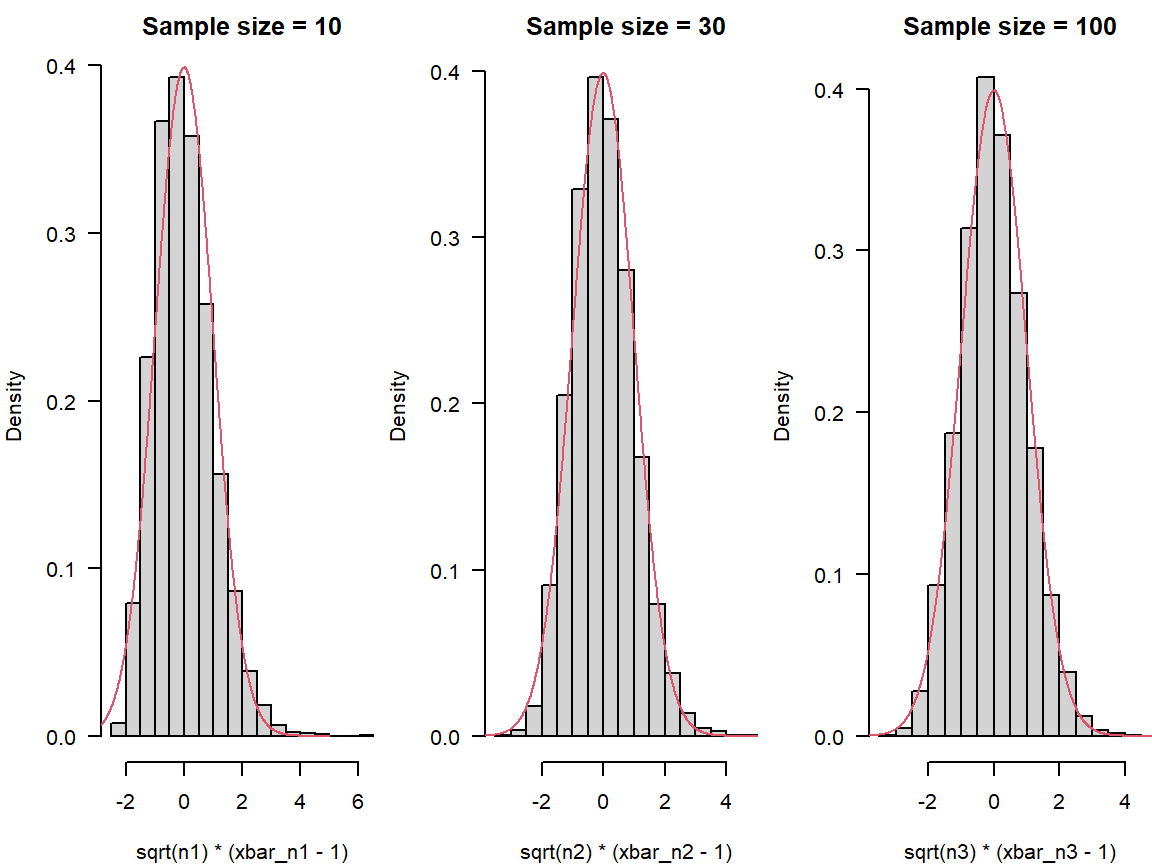 Sample size = 10
Density
0.0
0.1
0.2
0.3
0.4
-2 0 2 4 6
sqrt(n1) * (xbar_n1 - 1)
Sample size = 30
Density
0.0
0.1
0.2
0.3
0.4
-2 0 2 4
sqrt(n2) * (xbar_n2 - 1)
Sample size = 100
Density
0.0
0.1
0.2
0.3
0.4
-2 0 2 4
sqrt(n3) * (xbar_n3 - 1)